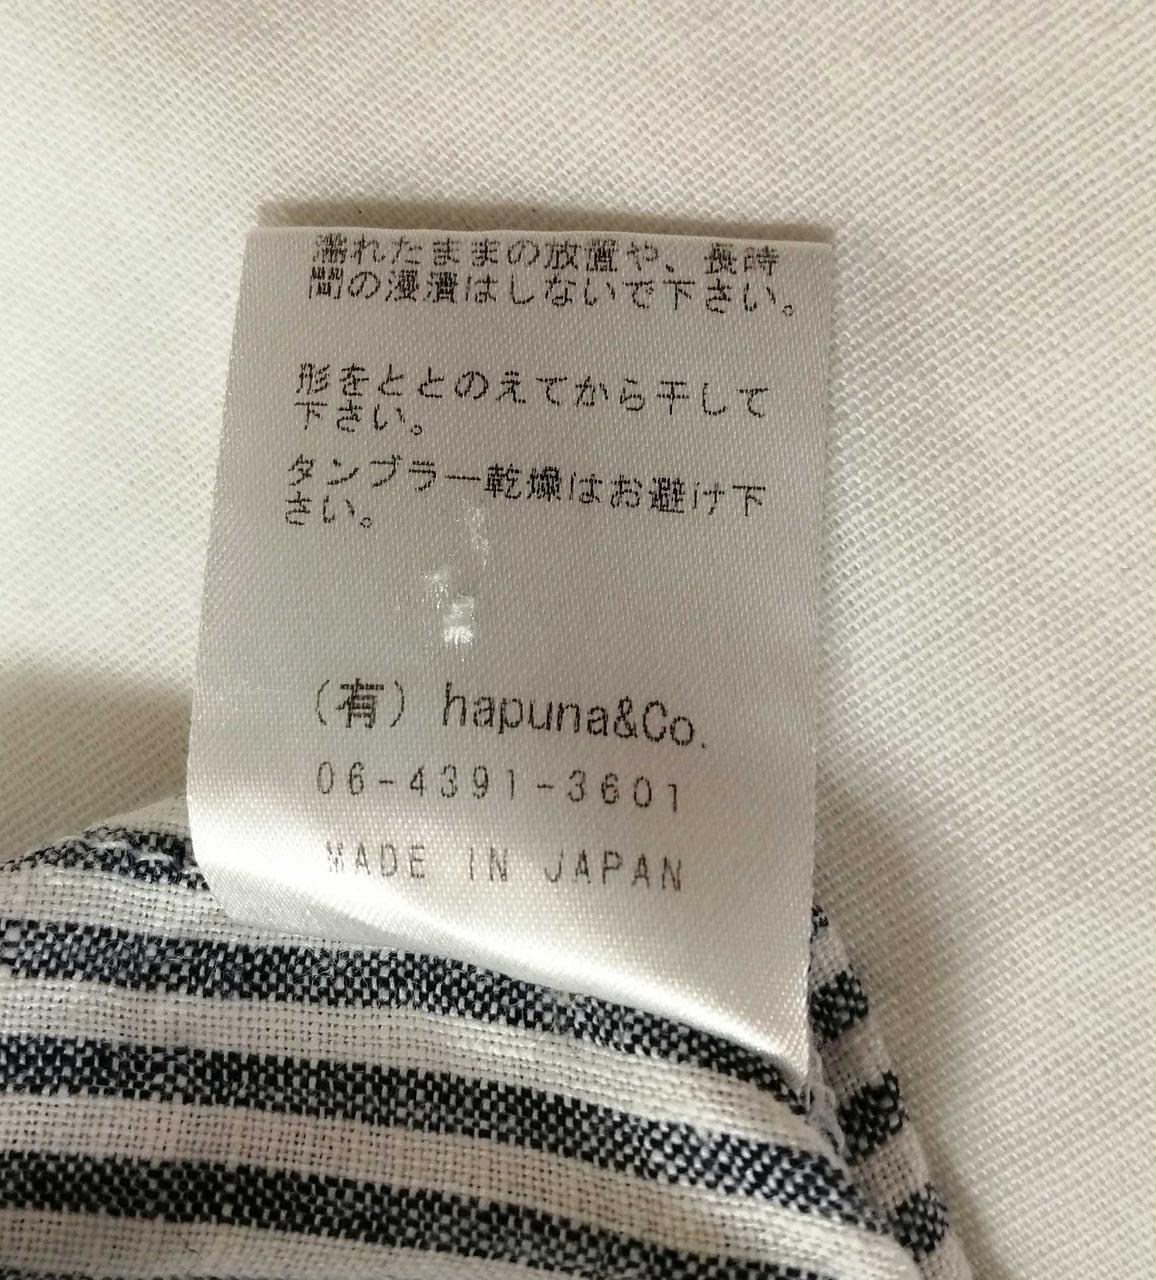 濡れたままの放置や、長時
間の浸漬はしないで下さい。
形をととのえてから干して
下さい。
タンブラー乾燥はお避け下
さい。
（有）hapuna&Co.
06-4391-3601
MADE IN JAPAN